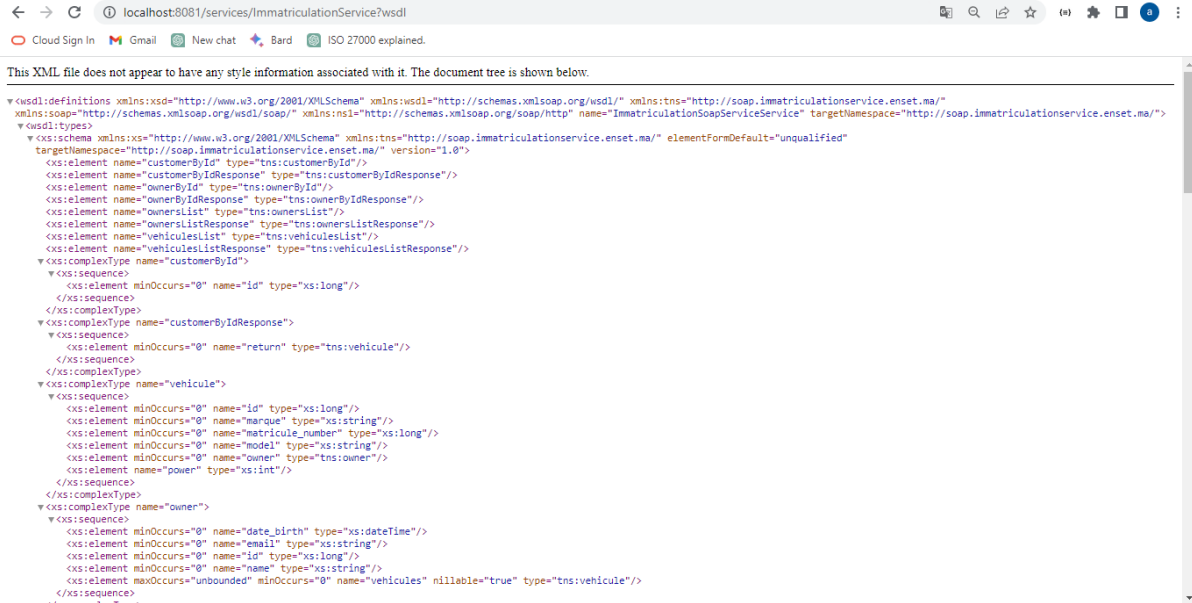 localhost:8081/services/ImmatriculationService?wsdl
a
Cloud Sign In Gmail New chat Bard ISO 27000 explained.
This XML file does not appear to have any style information associated with it. The document tree is shown below.
▼<wsdl:definitions xmlns:xsd="http://www.w3.org/2001/XMLSchema" xmlns:wsdl="http://schemas.xmlsoap.org/wsdl/" xmlns:tns="http://soap.immatriculationservice.enset.ma/"
xmlns:soap="http://schemas.xmlsoap.org/wsdl/soap/" xmlns:ns1="http://schemas.xmlsoap.org/soap/http" name="ImmatriculationSoapServiceService" targetNamespace="http://soap.immatriculationservice.enset.ma/">
▼<wsdl:types>
▼<xs:schema xmlns:xs="http://www.w3.org/2001/XMLSchema" xmlns:tns="http://soap.immatriculationservice.enset.ma/" elementFormDefault="unqualified"
targetNamespace="http://soap.immatriculationservice.enset.ma/" version="1.0">
<xs:element name="customerById" type="tns:customerById"/>
<xs:element name="customerByIdResponse" type="tns:customerByIdResponse"/>
<xs:element name="ownerById" type="tns:ownerById"/>
<xs:element name="ownerByIdResponse" type="tns:ownerByIdResponse"/>
<xs:element name="ownersList" type="tns:ownersList"/>
<xs:element name="ownersListResponse" type="tns:ownersListResponse"/>
<xs:element name="vehiculesList" type="tns:vehiculesList"/>
<xs:element name="vehiculesListResponse" type="tns:vehiculesListResponse"/>
▼<xs:complexType name="customerById">
▼<xs:sequence>
<xs:element minOccurs="0" name="id" type="xs:long"/>
</xs:sequence>
</xs:complexType>
▼<xs:complexType name="customerByIdResponse">
▼<xs:sequence>
<xs:element minOccurs="0" name="return" type="tns:vehicule"/>
</xs:sequence>
</xs:complexType>
▼<xs:complexType name="vehicule">
▼<xs:sequence>
<xs:element minOccurs="0" name="id" type="xs:long"/>
<xs:element minOccurs="0" name="marque" type="xs:string"/>
<xs:element minOccurs="0" name="matricule_number" type="xs:long"/>
<xs:element minOccurs="0" name="model" type="xs:string"/>
<xs:element minOccurs="0" name="owner" type="tns:owner"/>
<xs:element name="power" type="xs:int"/>
</xs:sequence>
</xs:complexType>
▼<xs:complexType name="owner">
▼<xs:sequence>
<xs:element minOccurs="0" name="date_birth" type="xs:dateTime"/>
<xs:element minOccurs="0" name="email" type="xs:string"/>
<xs:element minOccurs="0" name="id" type="xs:long"/>
<xs:element minOccurs="0" name="name" type="xs:string"/>
<xs:element maxOccurs="unbounded" minOccurs="0" name="vehicules" nillable="true" type="tns:vehicule"/>
</xs:sequence>